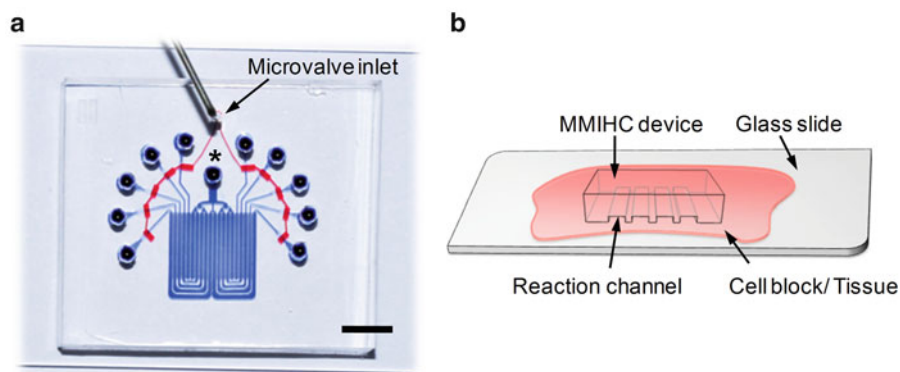 a
Microvalve inlet
*
b
MMIHC device
Glass slide
Reaction channel
Cell block/ Tissue